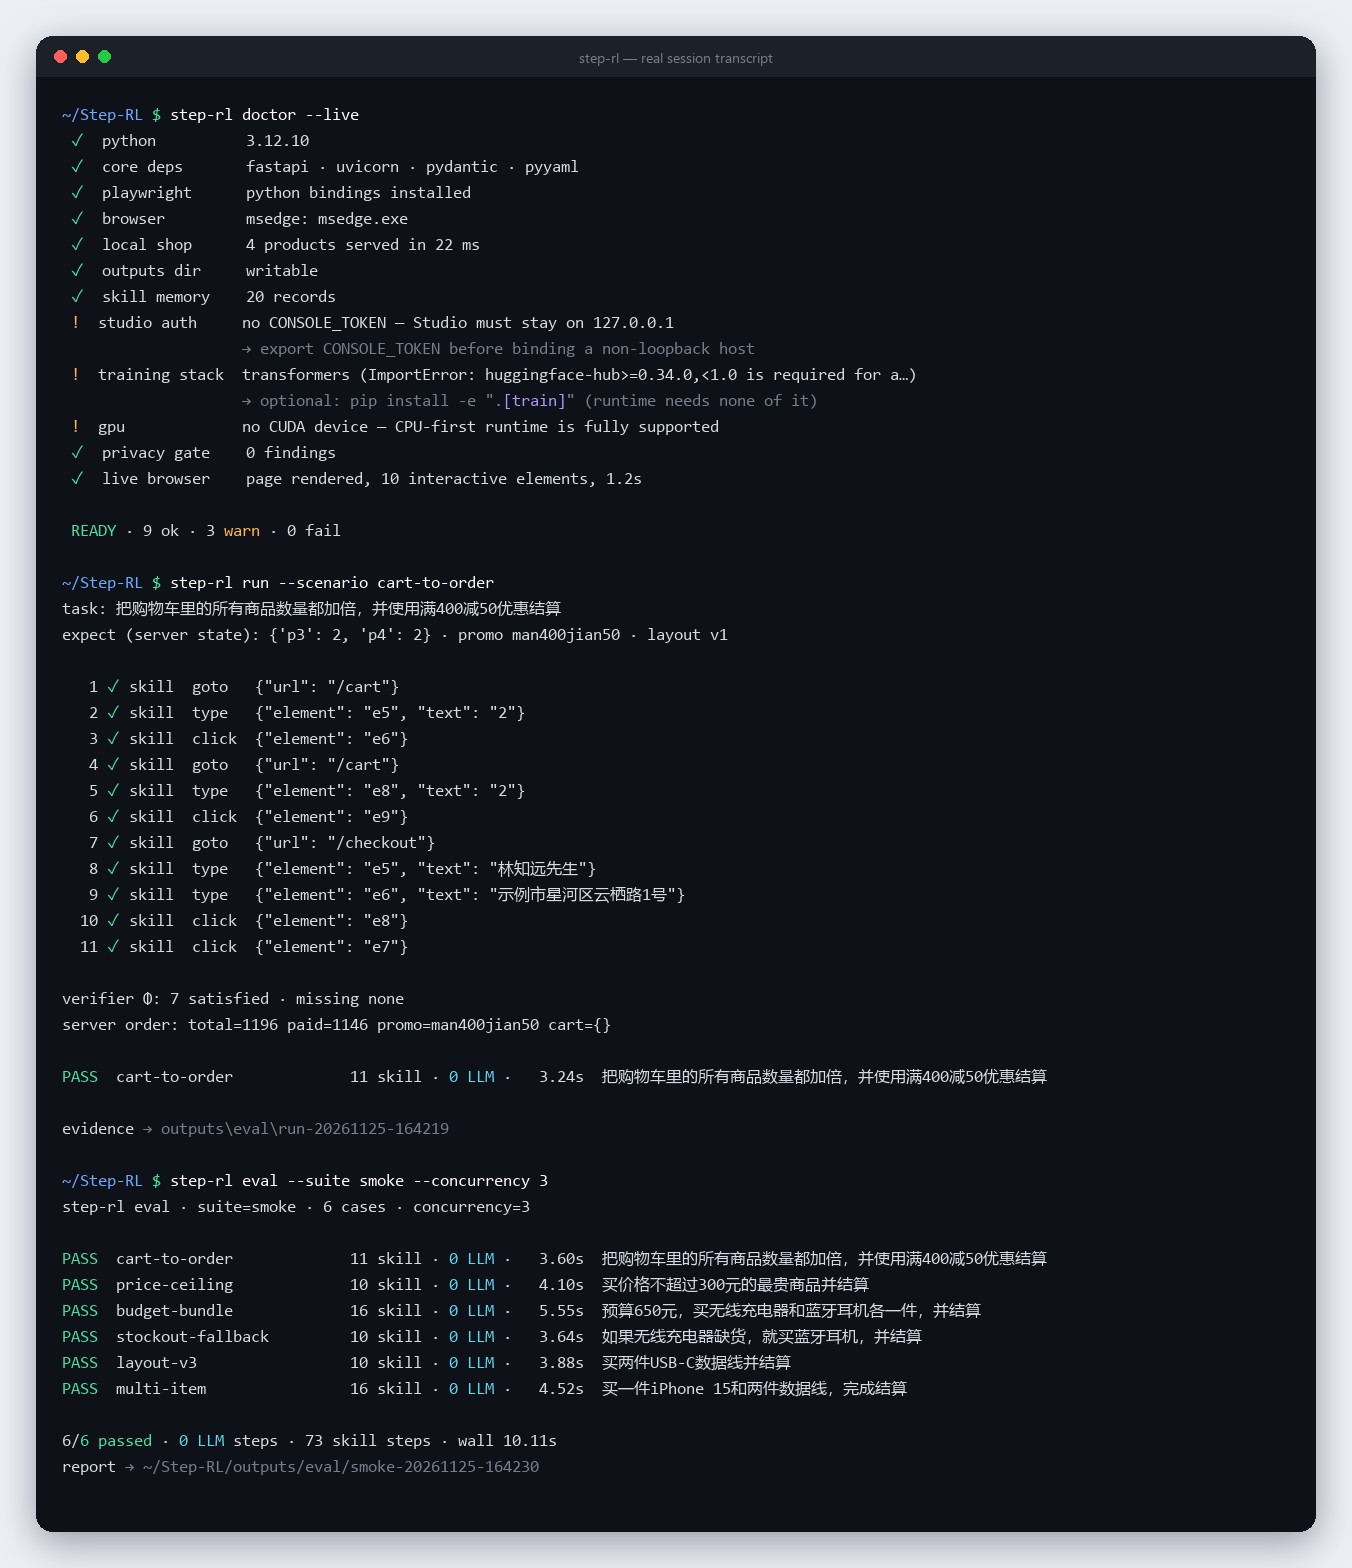 step-rl — real session transcript
~/Step-RL $ step-rl doctor --live
✓ python 3.12.10
✓ core deps fastapi · uvicorn · pydantic · pyyaml
✓ playwright python bindings installed
✓ browser msedge: msedge.exe
✓ local shop 4 products served in 22 ms
✓ outputs dir writable
✓ skill memory 20 records
! studio auth no CONSOLE_TOKEN — Studio must stay on 127.0.0.1
→ export CONSOLE_TOKEN before binding a non-loopback host
! training stack transformers (ImportError: huggingface-hub>=0.34.0,<1.0 is required for a…)
→ optional: pip install -e ".[train]" (runtime needs none of it)
! gpu no CUDA device — CPU-first runtime is fully supported
✓ privacy gate 0 findings
✓ live browser page rendered, 10 interactive elements, 1.2s
READY · 9 ok · 3 warn · 0 fail
~/Step-RL $ step-rl run --scenario cart-to-order
task: 把购物车里的所有商品数量都加倍，并使用满400减50优惠结算
expect (server state): {'p3': 2, 'p4': 2} · promo man400jian50 · layout v1
1 ✓ skill goto {"url": "/cart"}
2 ✓ skill type {"element": "e5", "text": "2"}
3 ✓ skill click {"element": "e6"}
4 ✓ skill goto {"url": "/cart"}
5 ✓ skill type {"element": "e8", "text": "2"}
6 ✓ skill click {"element": "e9"}
7 ✓ skill goto {"url": "/checkout"}
8 ✓ skill type {"element": "e5", "text": "林知远先生"}
9 ✓ skill type {"element": "e6", "text": "示例市星河区云栖路1号"}
10 ✓ skill click {"element": "e8"}
11 ✓ skill click {"element": "e7"}
verifier Φ: 7 satisfied · missing none
server order: total=1196 paid=1146 promo=man400jian50 cart={}
PASS cart-to-order 11 skill · 0 LLM · 3.24s 把购物车里的所有商品数量都加倍，并使用满400减50优惠结算
evidence → outputs\eval\run-20261125-164219
~/Step-RL $ step-rl eval --suite smoke --concurrency 3
step-rl eval · suite=smoke · 6 cases · concurrency=3
PASS cart-to-order 11 skill · 0 LLM · 3.60s 把购物车里的所有商品数量都加倍，并使用满400减50优惠结算
PASS price-ceiling 10 skill · 0 LLM · 4.10s 买价格不超过300元的最贵商品并结算
PASS budget-bundle 16 skill · 0 LLM · 5.55s 预算650元，买无线充电器和蓝牙耳机各一件，并结算
PASS stockout-fallback 10 skill · 0 LLM · 3.64s 如果无线充电器缺货，就买蓝牙耳机，并结算
PASS layout-v3 10 skill · 0 LLM · 3.88s 买两件USB-C数据线并结算
PASS multi-item 16 skill · 0 LLM · 4.52s 买一件iPhone 15和两件数据线，完成结算
6/6 passed · 0 LLM steps · 73 skill steps · wall 10.11s
report → ~/Step-RL/outputs/eval/smoke-20261125-164230